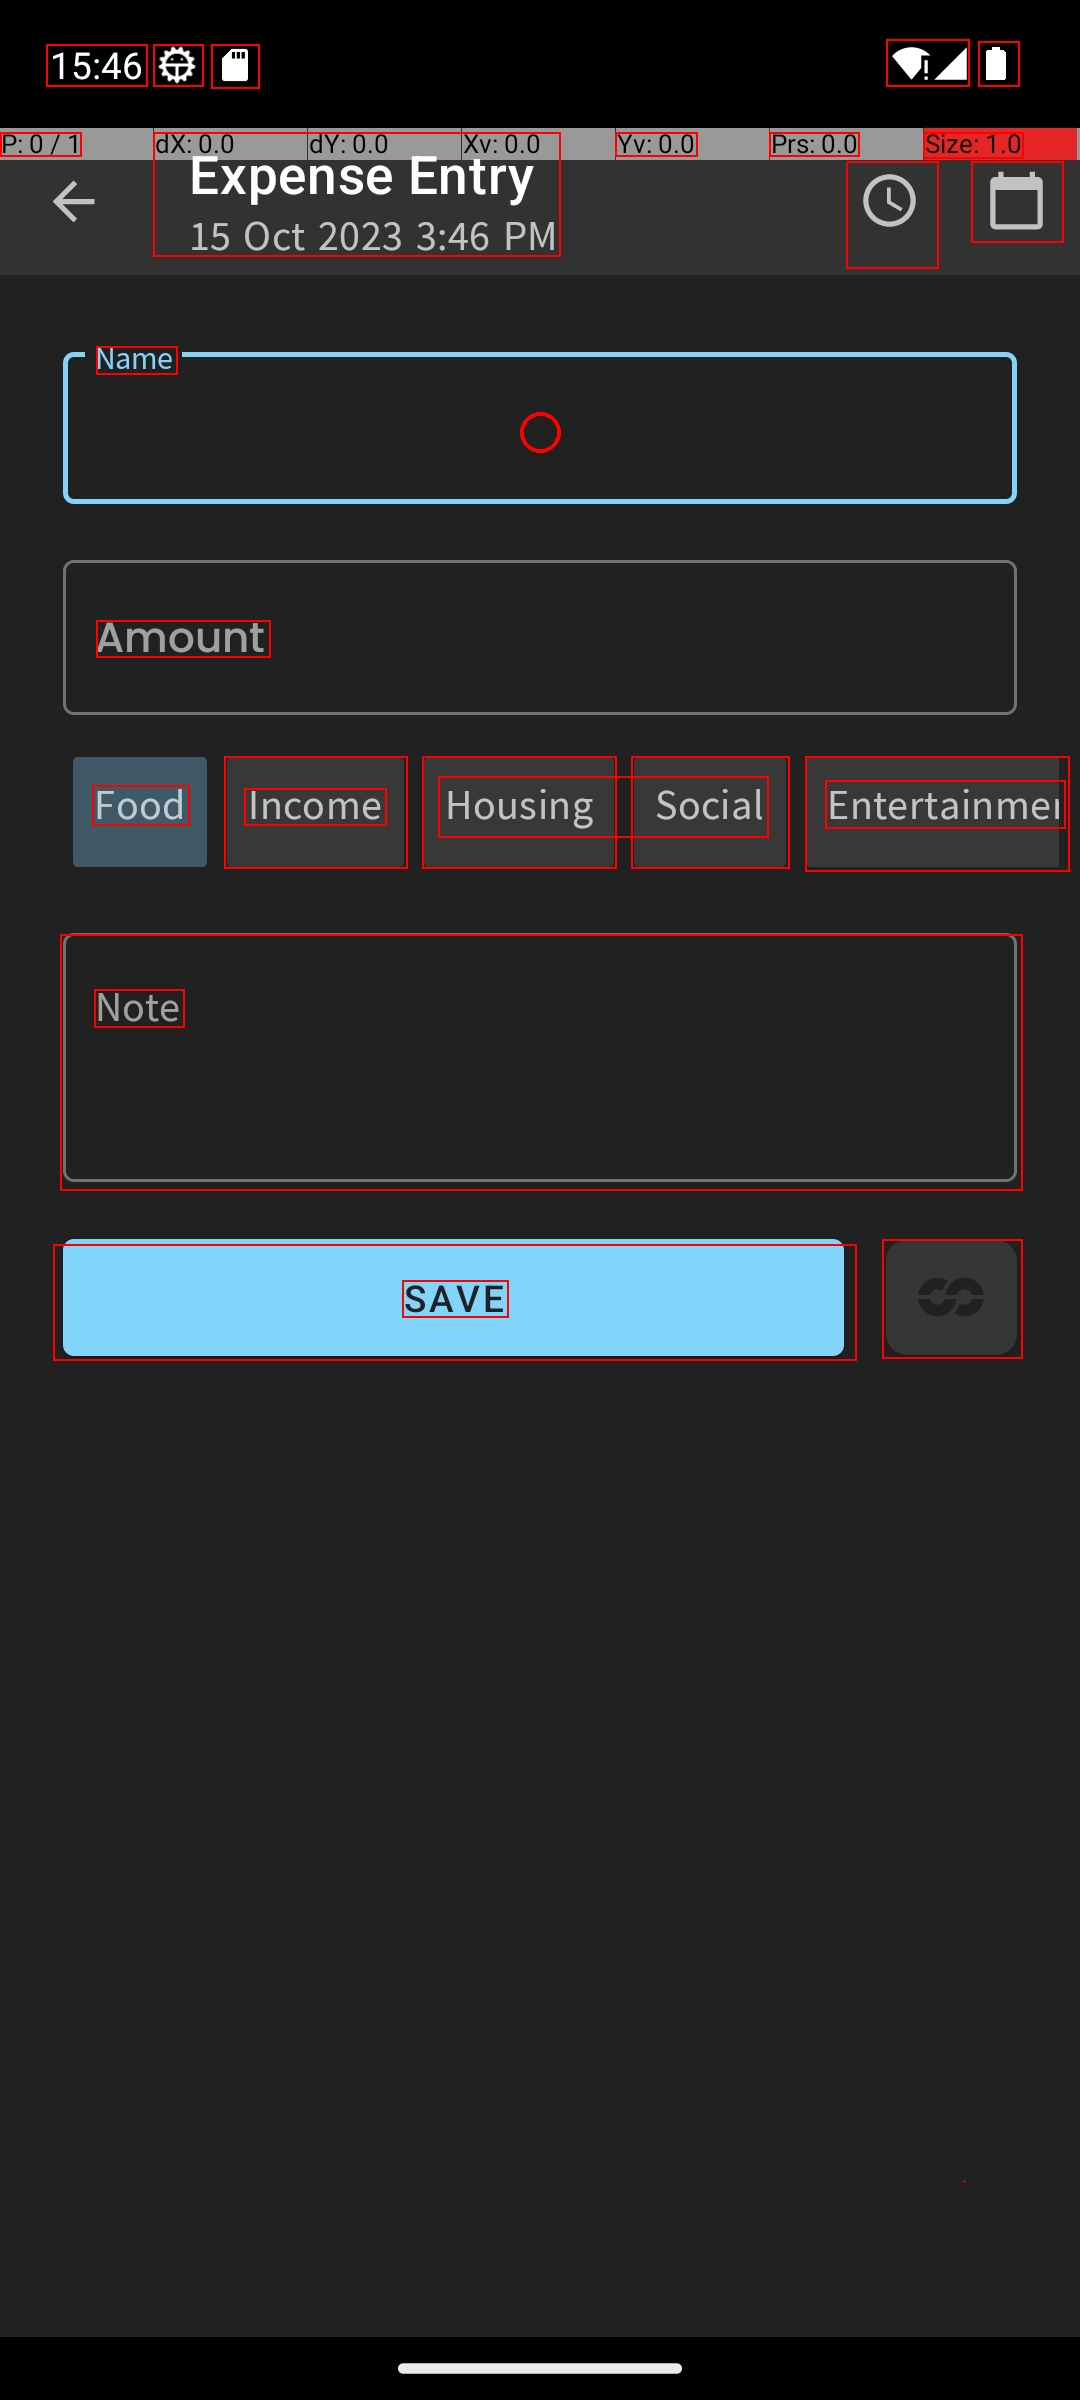 15:46
P: 0 / 1 dX: 0.0 dY: 0.0 Xv: 0.0 Yv: 0.0 Prs: 0.0 Size: 1.0
Expense Entry
15 Oct 2023 3:46 PM
Name
Amount
Food Income Housing Social Entertainmen
Note
SAVE